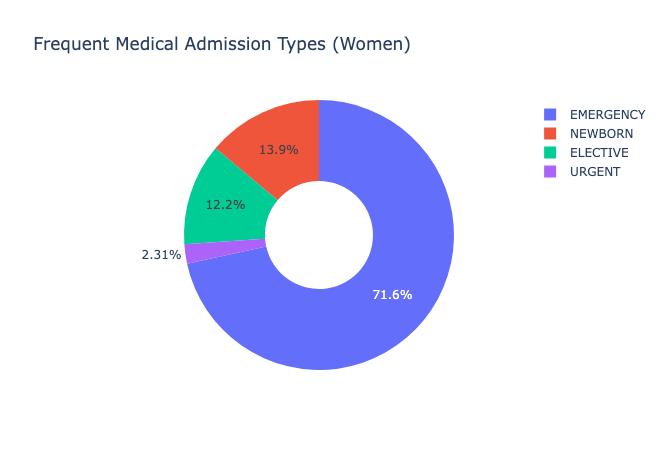 Frequent Medical Admission Types (Women)
EMERGENCY
NEWBORN
ELECTIVE
URGENT
13.9%
12.2%
2.31%
71.6%